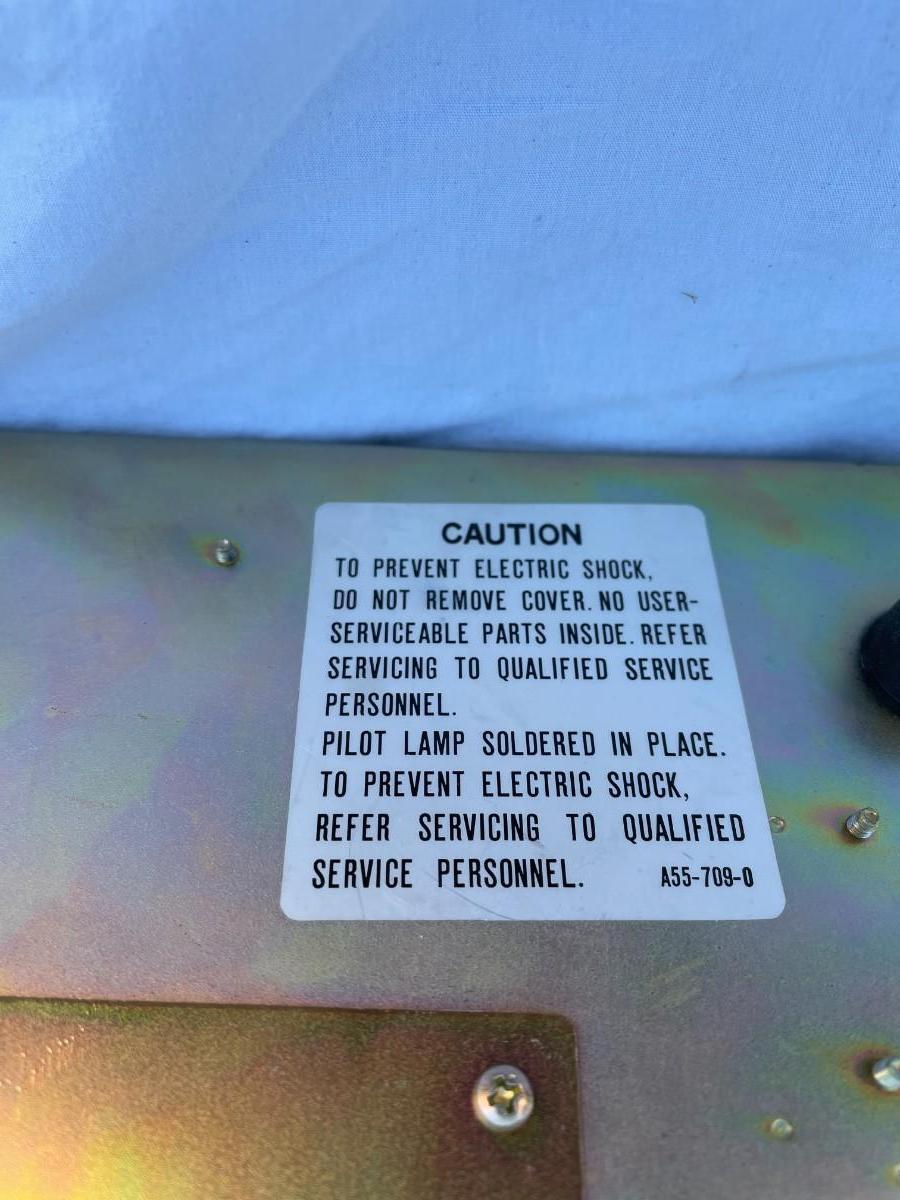 CAUTION
TO PREVENT ELECTRIC SHOCK,
DO NOT REMOVE COVER. NO USER-
SERVICEABLE PARTS INSIDE. REFER
SERVICING TO QUALIFIED SERVICE
PERSONNEL.
PILOT LAMP SOLDERED IN PLACE.
TO PREVENT ELECTRIC SHOCK,
REFER SERVICING TO QUALIFIED
SERVICE PERSONNEL. A55-709-0